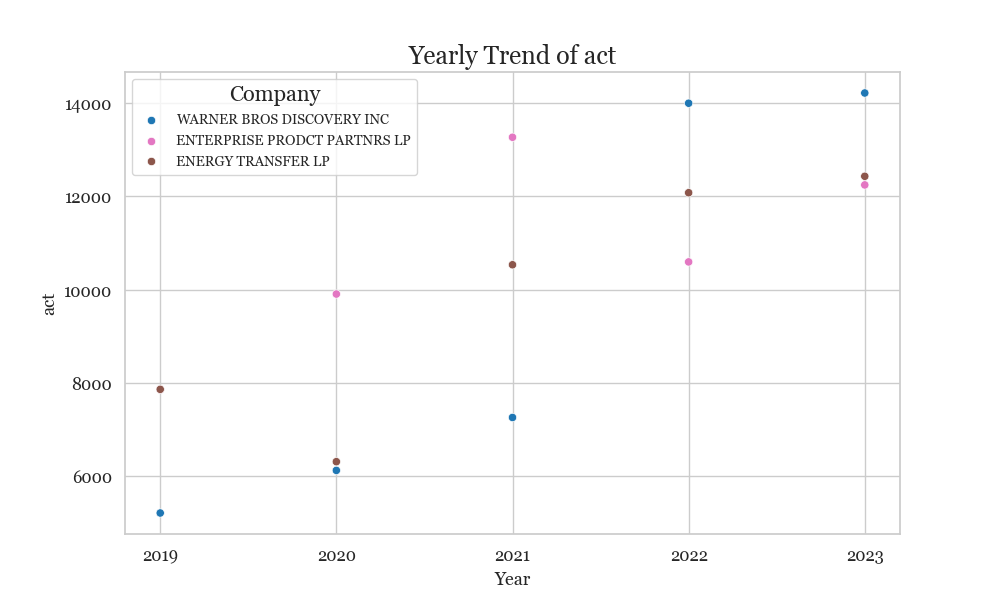 Yearly Trend of act
Company
WARNER BROS DISCOVERY INC
ENTERPRISE PRODCT PARTNRS LP
ENERGY TRANSFER LP
14000
12000
10000
8000
6000
act
2019 2020 2021 2022 2023
Year